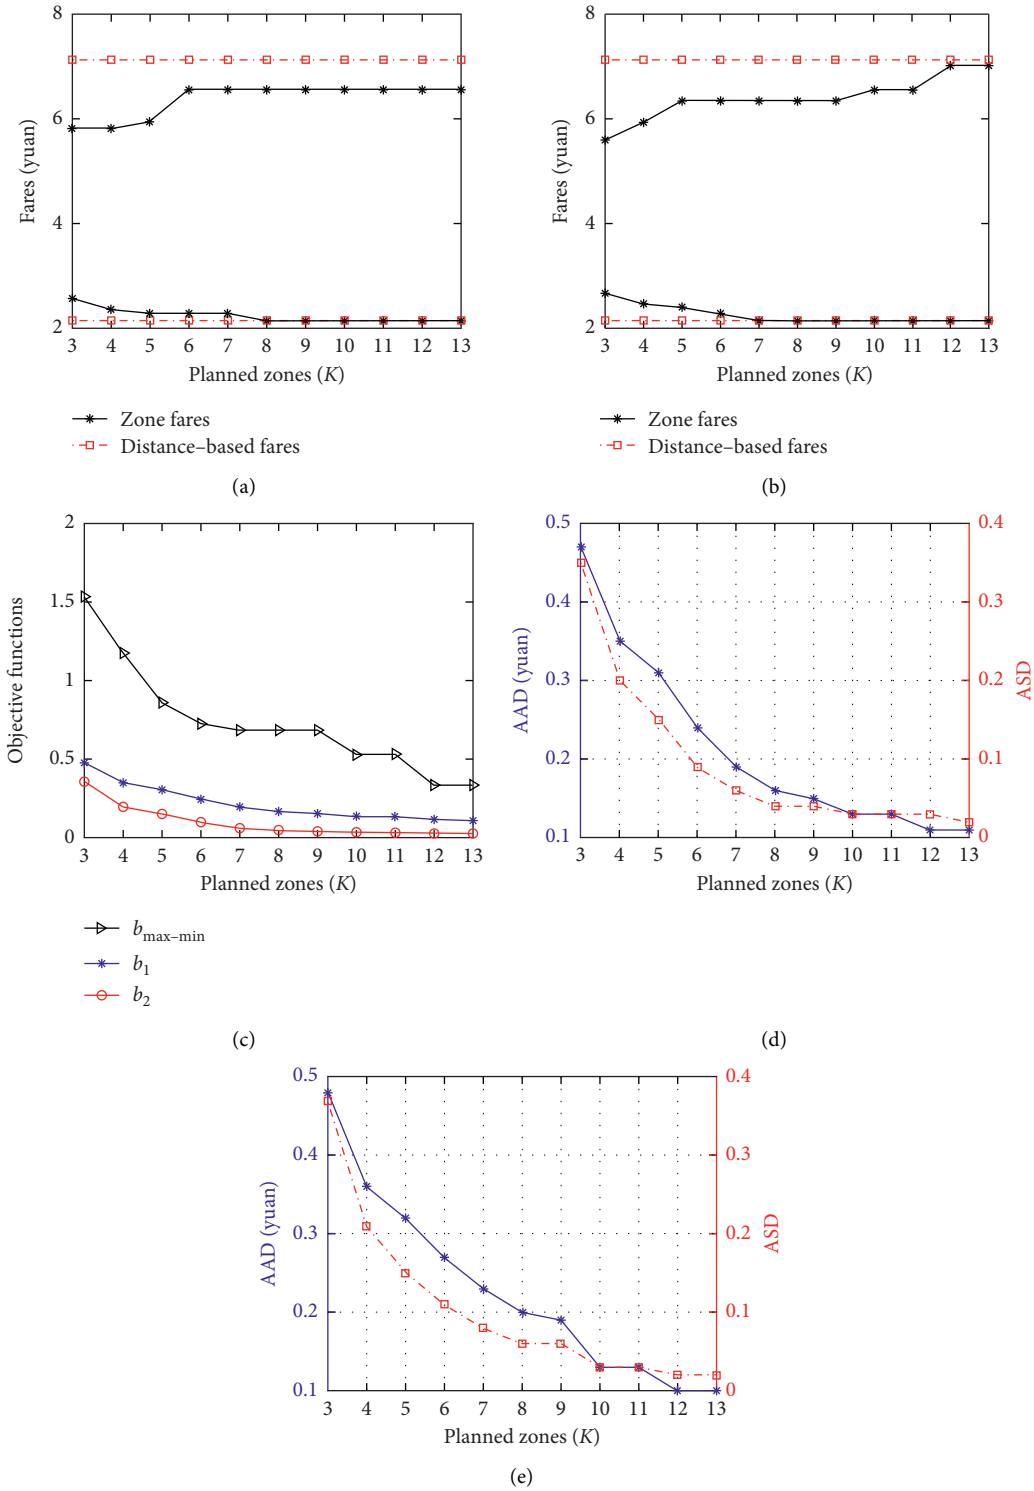 8
6
4
2
Fares (yuan)
3 4 5 6 7 8 9 10 11 12 13
Planned zones (K)
Zone fares
Distance–based fares
(a)
8
6
4
2
Fares (yuan)
3 4 5 6 7 8 9 10 11 12 13
Planned zones (K)
Zone fares
Distance–based fares
(b)
2
1.5
1
0.5
0
Objective functions
3 4 5 6 7 8 9 10 11 12 13
Planned zones (K)
b max–min
b 1
b 2
(c)
0.5
0.4
0.3
0.2
0.1
AAD (yuan)
0.4
0.3
0.2
0.1
0
ASD
3 4 5 6 7 8 9 10 11 12 13
Planned zones (K)
(d)
0.5
0.4
0.3
0.2
0.1
AAD (yuan)
0.4
0.3
0.2
0.1
0
ASD
3 4 5 6 7 8 9 10 11 12 13
Planned zones (K)
(e)